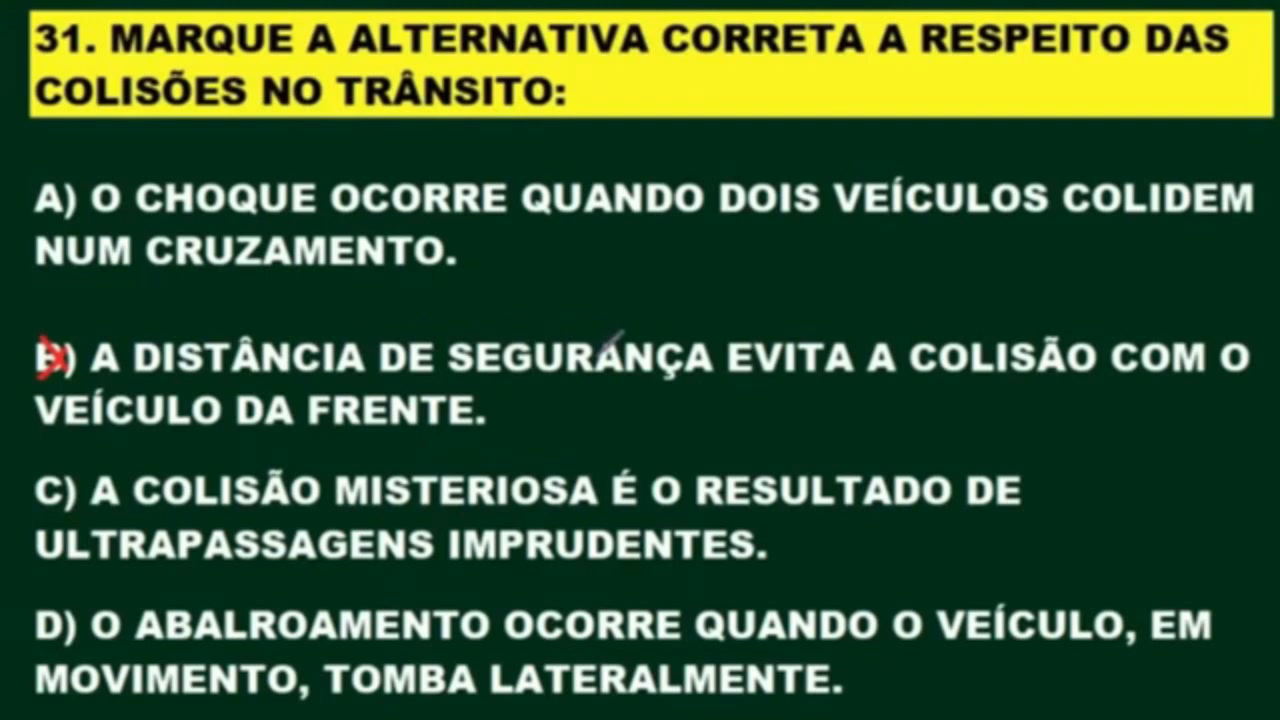 31. MARQUE A ALTERNATIVA CORRETA A RESPEITO DAS
COLISÕES NO TRÂNSITO:
A) O CHOQUE OCORRE QUANDO DOIS VEÍCULOS COLIDEM
NUM CRUZAMENTO.
B) A DISTÂNCIA DE SEGURANÇA EVITA A COLISÃO COM O
VEÍCULO DA FRENTE.
C) A COLISÃO MISTERIOSA É O RESULTADO DE
ULTRAPASSAGENS IMPRUDENTES.
D) O ABALROAMENTO OCORRE QUANDO O VEÍCULO, EM
MOVIMENTO, TOMBA LATERALMENTE.